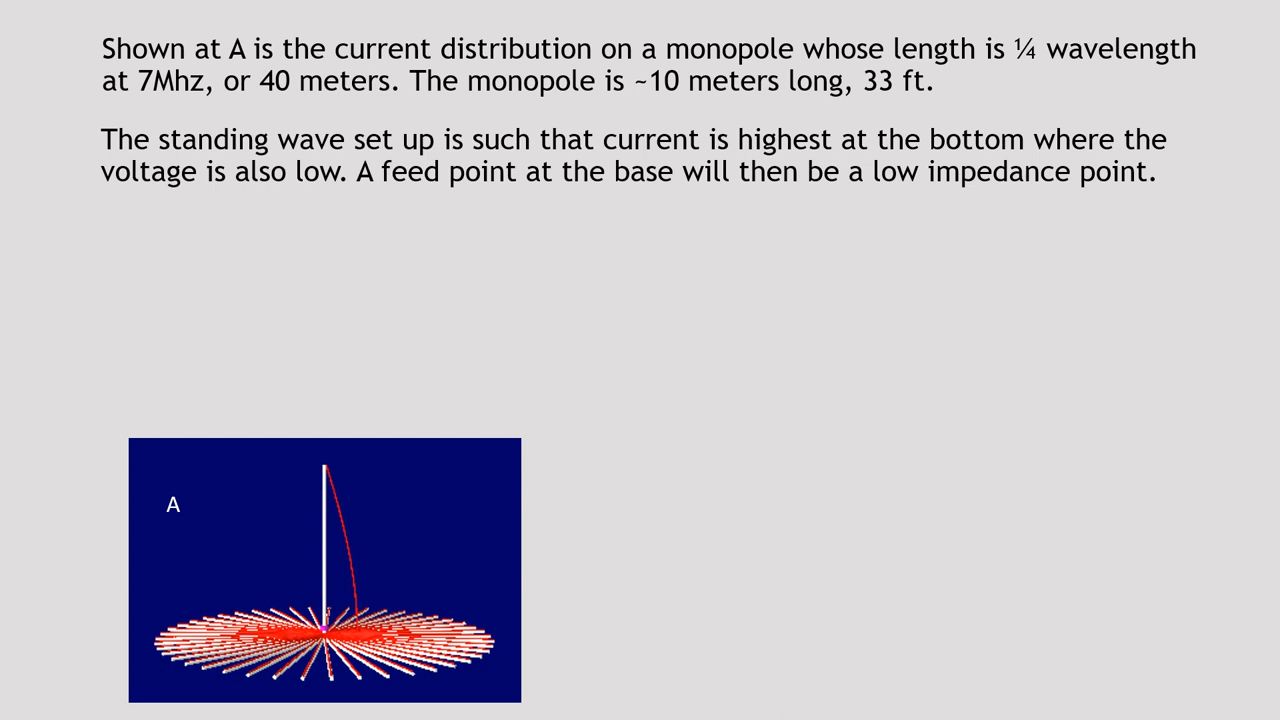 Shown at A is the current distribution on a monopole whose length is ¼ wavelength
at 7Mhz, or 40 meters. The monopole is ~10 meters long, 33 ft.
The standing wave set up is such that current is highest at the bottom where the
voltage is also low. A feed point at the base will then be a low impedance point.
A